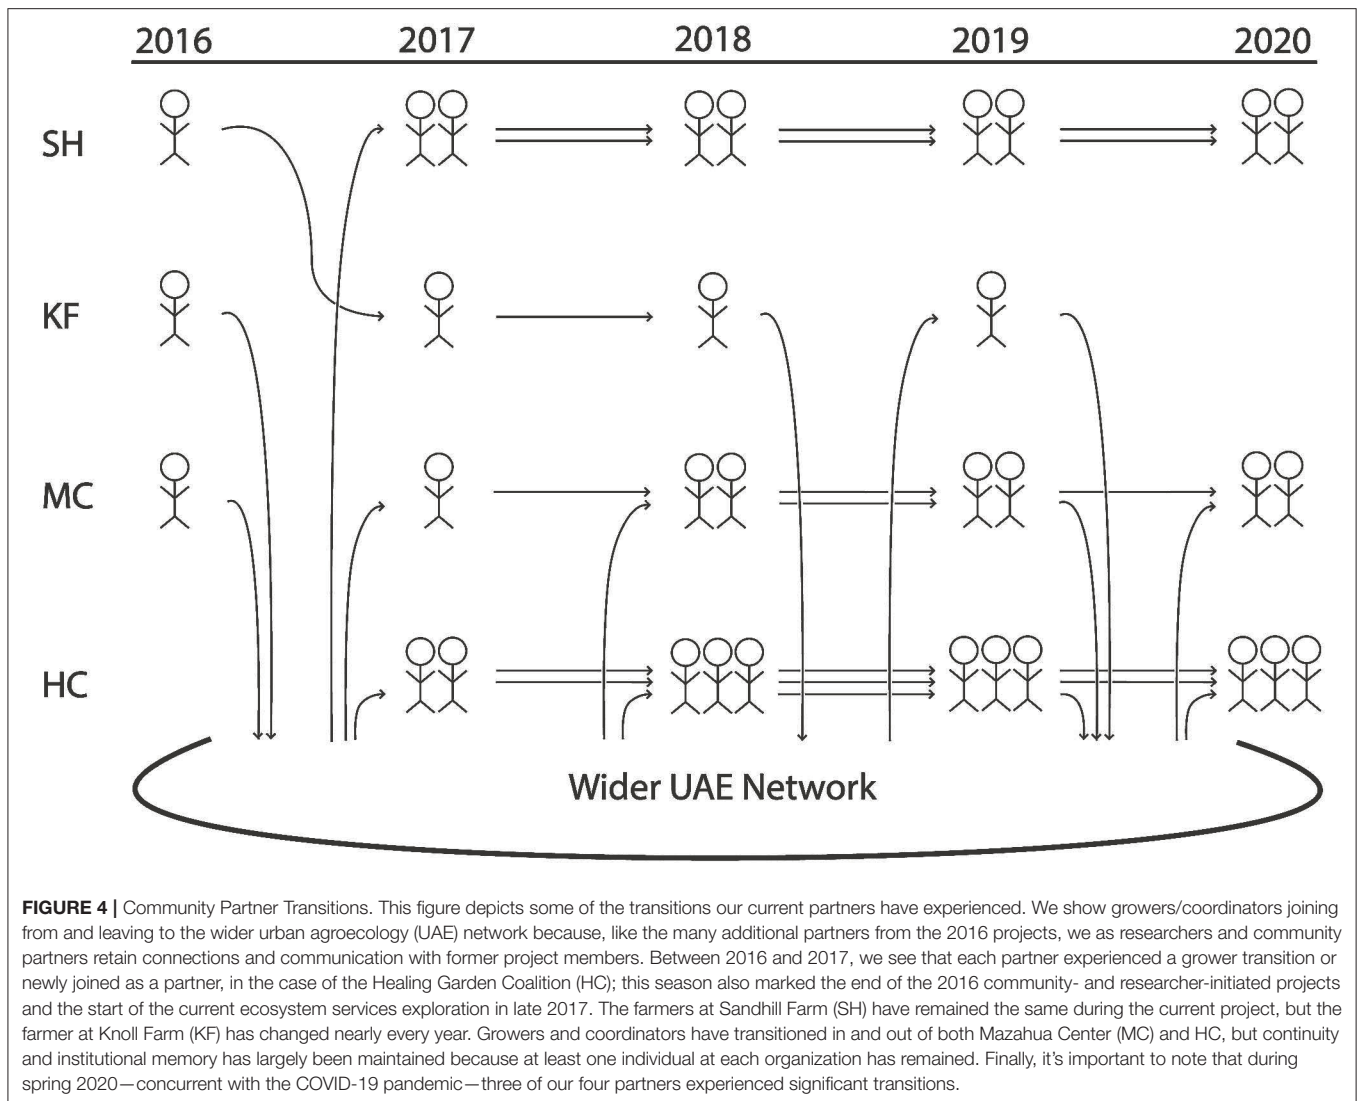 2016 2017 2018 2019 2020
SH
KF
MC
HC
Wider UAE Network
FIGURE 4 | Community Partner Transitions. This figure depicts some of the transitions our current partners have experienced. We show growers/coordinators joining
from and leaving to the wider urban agroecology (UAE) network because, like the many additional partners from the 2016 projects, we as researchers and community
partners retain connections and communication with former project members. Between 2016 and 2017, we see that each partner experienced a grower transition or
newly joined as a partner, in the case of the Healing Garden Coalition (HC); this season also marked the end of the 2016 community- and researcher-initiated projects
and the start of the current ecosystem services exploration in late 2017. The farmers at Sandhill Farm (SH) have remained the same during the current project, but the
farmer at Knoll Farm (KF) has changed nearly every year. Growers and coordinators have transitioned in and out of both Mazahua Center (MC) and HC, but continuity
and institutional memory has largely been maintained because at least one individual at each organization has remained. Finally, it's important to note that during
spring 2020—concurrent with the COVID-19 pandemic—three of our four partners experienced significant transitions.